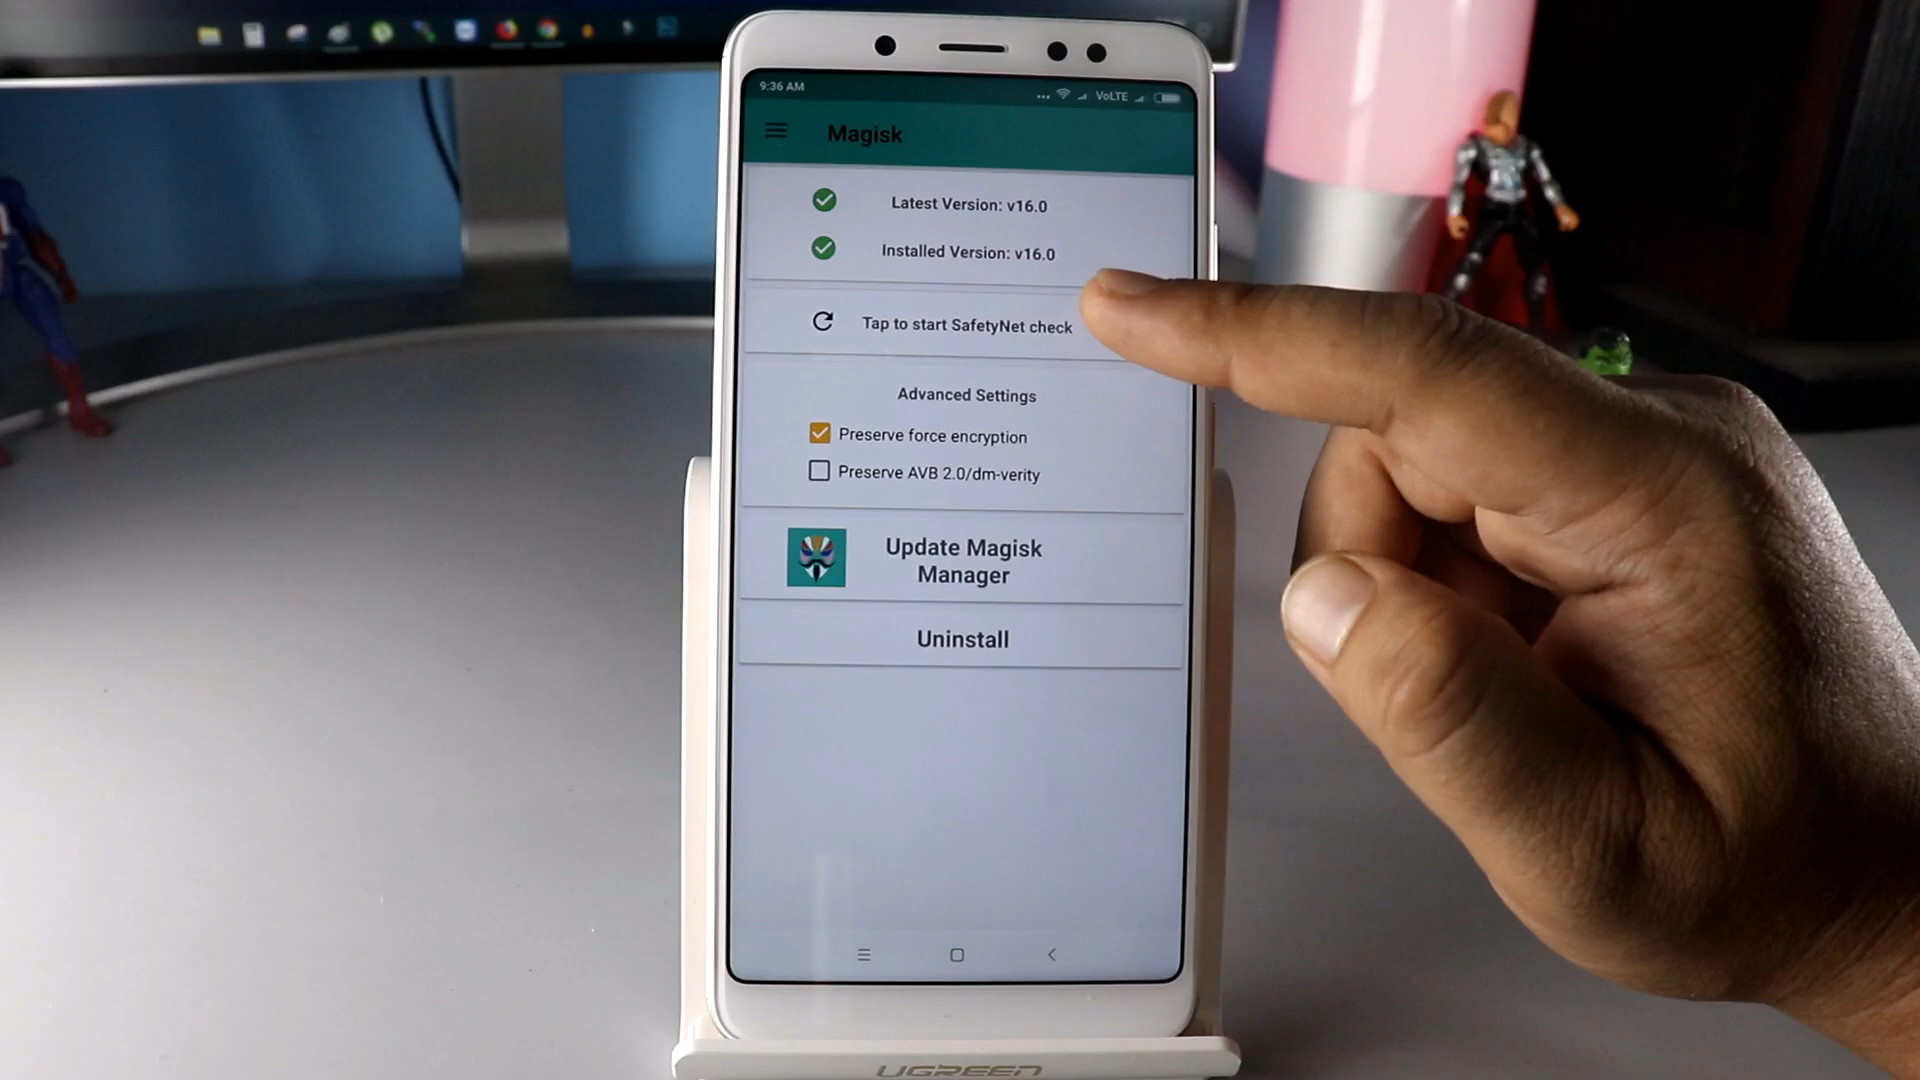 9:36 AM
VoLTE
Magisk
Latest Version: v16.0
Installed Version: v16.0
Tap to start SafetyNet check
Advanced Settings
Preserve force encryption
Preserve AVB 2.0/dm-verity
Update Magisk
Manager
Uninstall
UGREEN